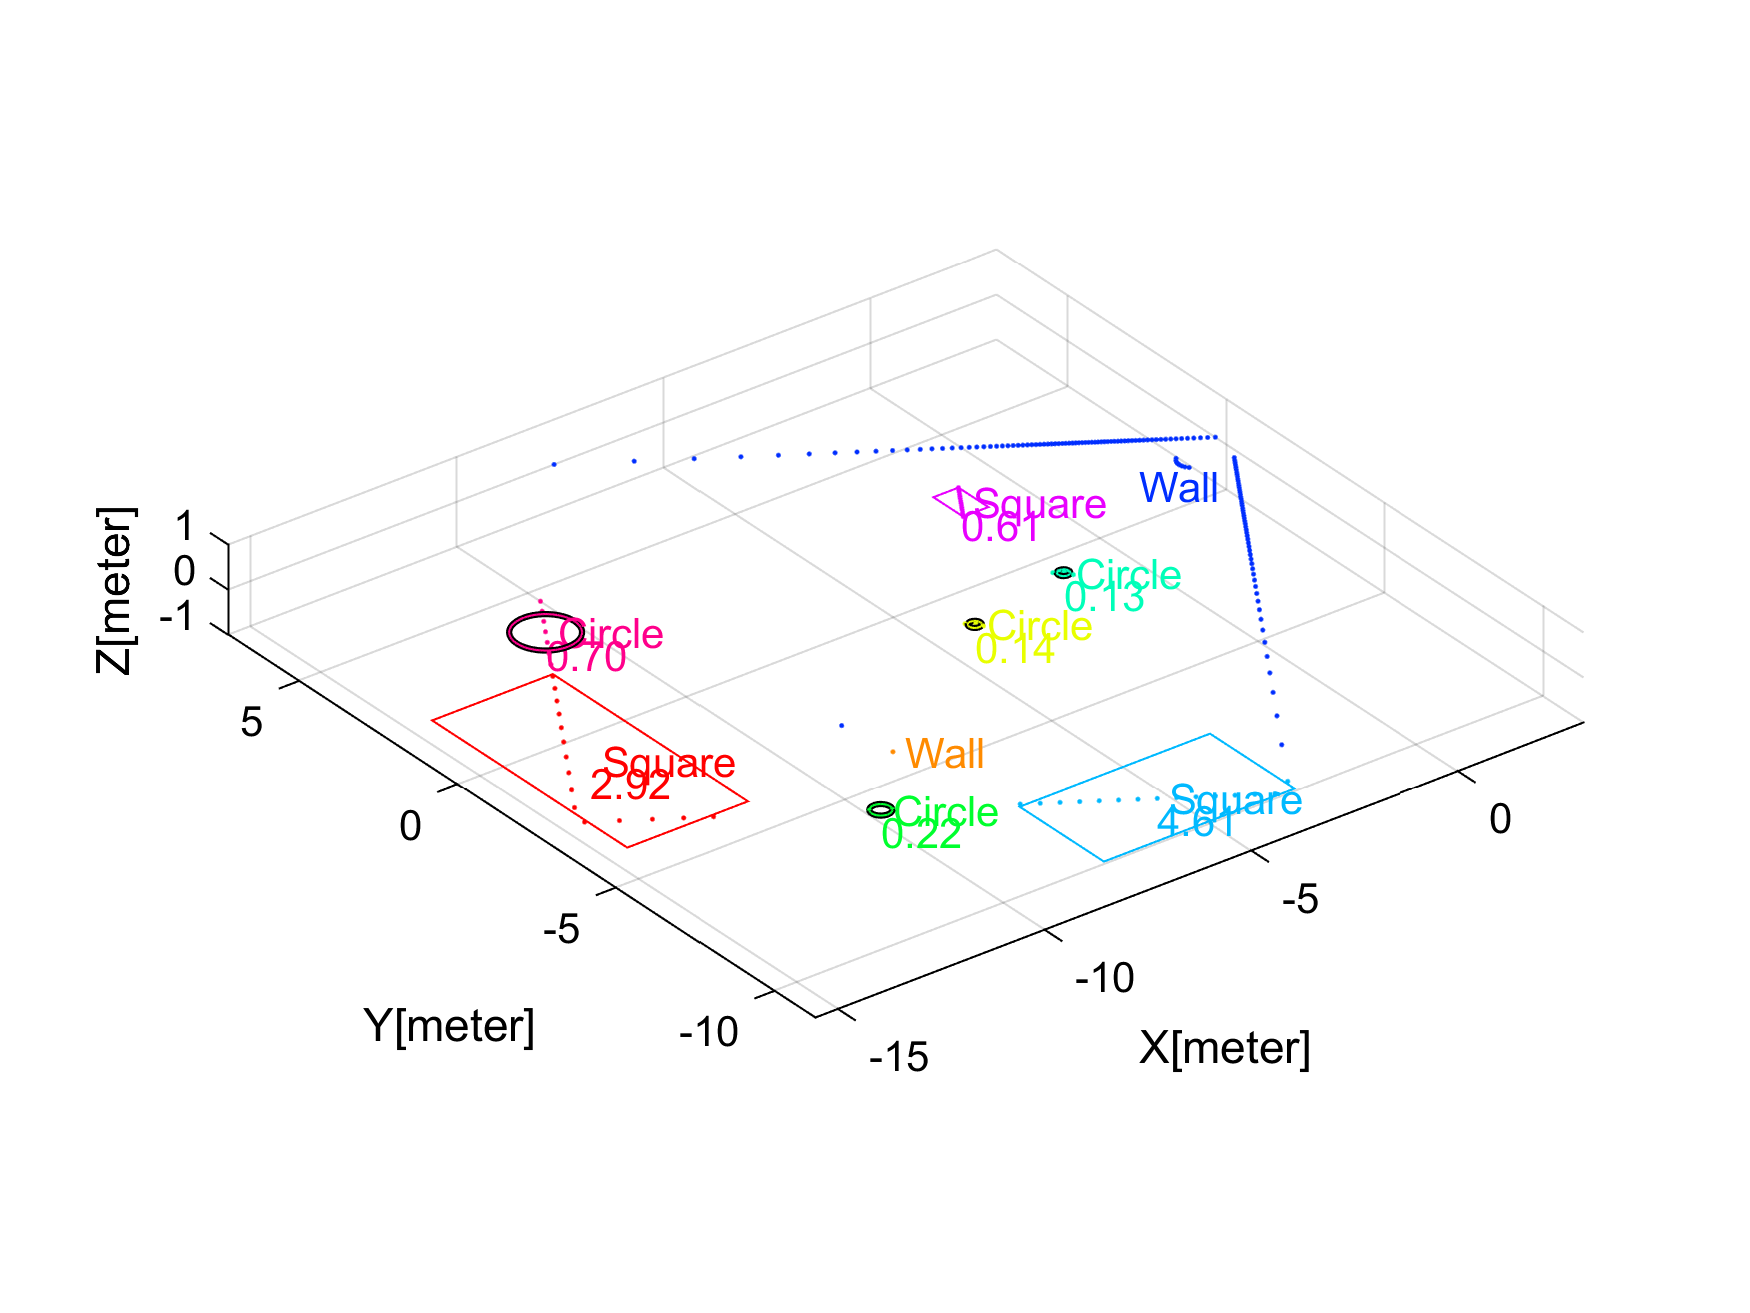 Wall
Square
0.61
Circle
0.13
Circle
0.14
Circle
0.70
Square
2.92
Wall
Circle
0.22
Square
4.61
Z[meter]
1
0
-1
Y[meter]
5
0
-5
-10
X[meter]
-15
-10
-5
0